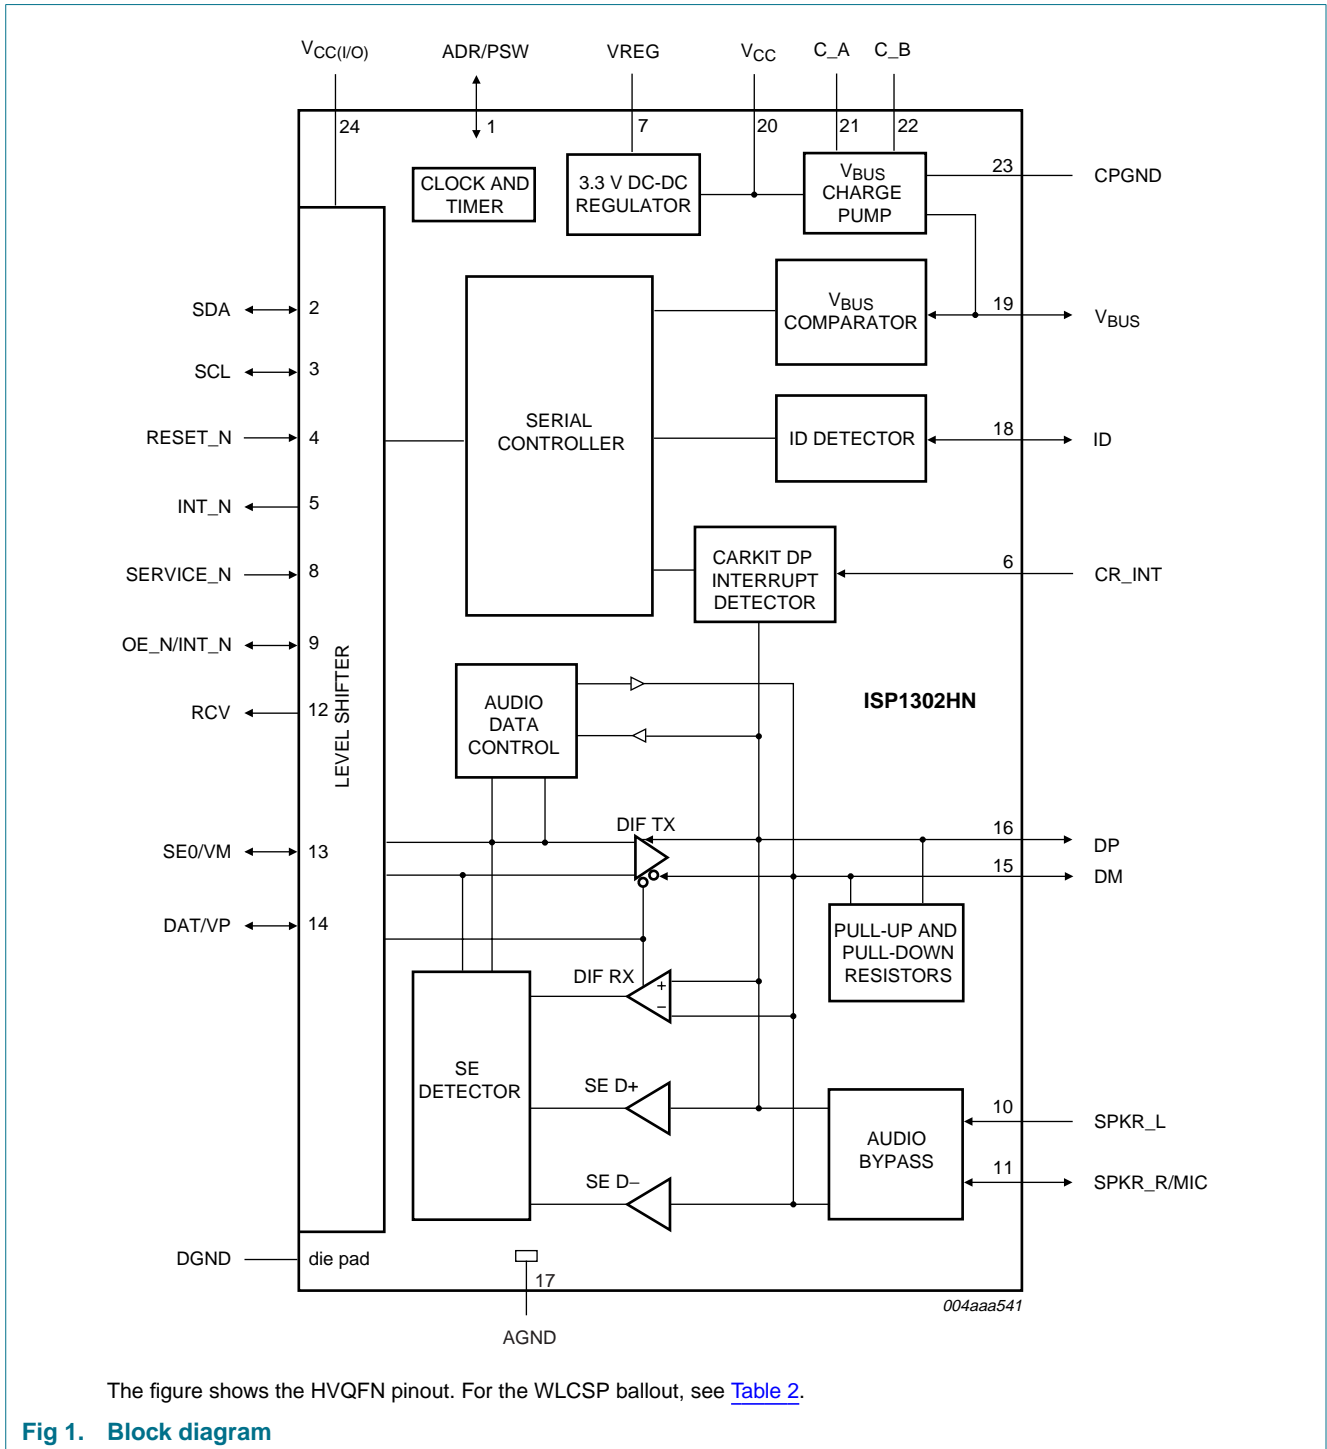 VCC(I/O) ADR/PSW VREG VCC C_A C_B
24 1 7 20 21 22
CLOCK AND
TIMER
3.3 V DC-DC
REGULATOR
VBUS
CHARGE
PUMP
23 CPGND
SDA 2
SCL 3
RESET_N 4
INT_N 5
SERVICE_N 8
OE_N/INT_N 9
RCV 12
SE0/VM 13
DAT/VP 14
LEVEL SHIFTER
SERIAL
CONTROLLER
VBUS
COMPARATOR
19 VBUS
ID DETECTOR
18 ID
CARKIT DP
INTERRUPT
DETECTOR
6 CR_INT
AUDIO
DATA
CONTROL
ISP1302HN
DIF TX
16 DP
15 DM
PULL-UP AND
PULL-DOWN
RESISTORS
DIF RX
+
−
SE
DETECTOR
SE D+
SE D−
AUDIO
BYPASS
10 SPKR_L
11 SPKR_R/MIC
DGND die pad
17
AGND
004aaa541
The figure shows the HVQFN pinout. For the WLCSP ballout, see Table 2.
Fig 1. Block diagram